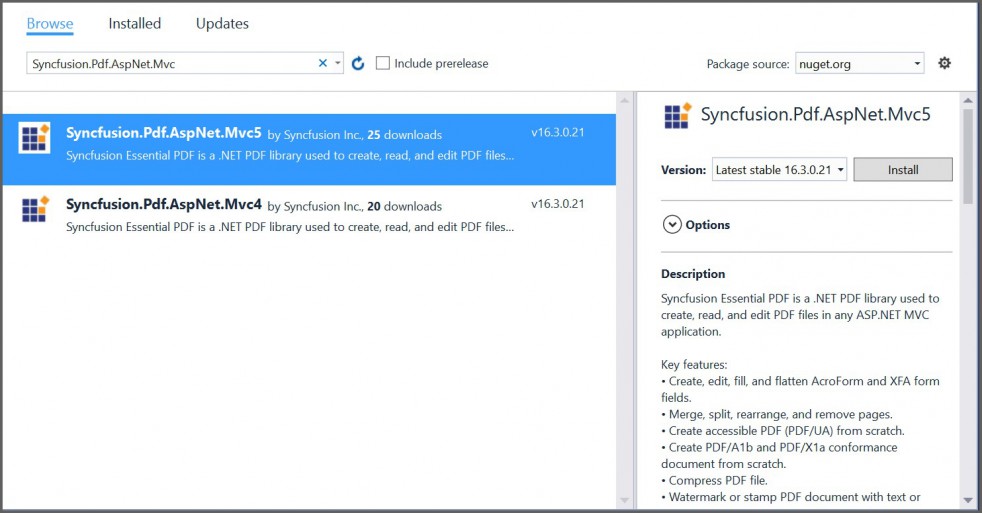 Browse Installed Updates
Syncfusion.Pdf.AspNet.Mvc
Include prerelease
Package source: nuget.org
Syncfusion.Pdf.AspNet.Mvc5 by Syncfusion Inc., 25 downloads v16.3.0.21
Syncfusion Essential PDF is a .NET PDF library used to create, read, and edit PDF files...
Syncfusion.Pdf.AspNet.Mvc4 by Syncfusion Inc., 20 downloads v16.3.0.21
Syncfusion Essential PDF is a .NET PDF library used to create, read, and edit PDF files...
Syncfusion.Pdf.AspNet.Mvc5
Version: Latest stable 16.3.0.21 Install
Options
Description
Syncfusion Essential PDF is a .NET PDF library used to
create, read, and edit PDF files in any ASP.NET MVC
application.
Key features:
• Create, edit, fill, and flatten AcroForm and XFA form
fields.
• Merge, split, rearrange, and remove pages.
• Create accessible PDF (PDF/UA) from scratch.
• Create PDF/A1b and PDF/X1a conformance
document from scratch.
• Compress PDF file.
• Watermark or stamp PDF document with text or